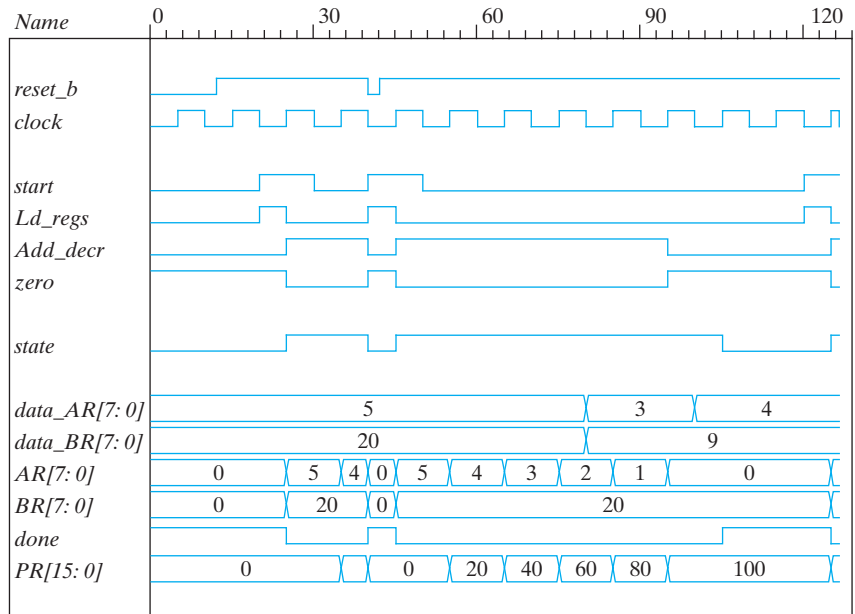 Name 0 30 60 90 120
reset_b
clock
start
Ld_regs
Add_decr
zero
state
data_AR[7: 0] 5 3 4
data_BR[7: 0] 20 9
AR[7: 0] 0 5 4 0 5 4 3 2 1 0
BR[7: 0] 0 20 0 20
done
PR[15: 0] 0 0 20 40 60 80 100